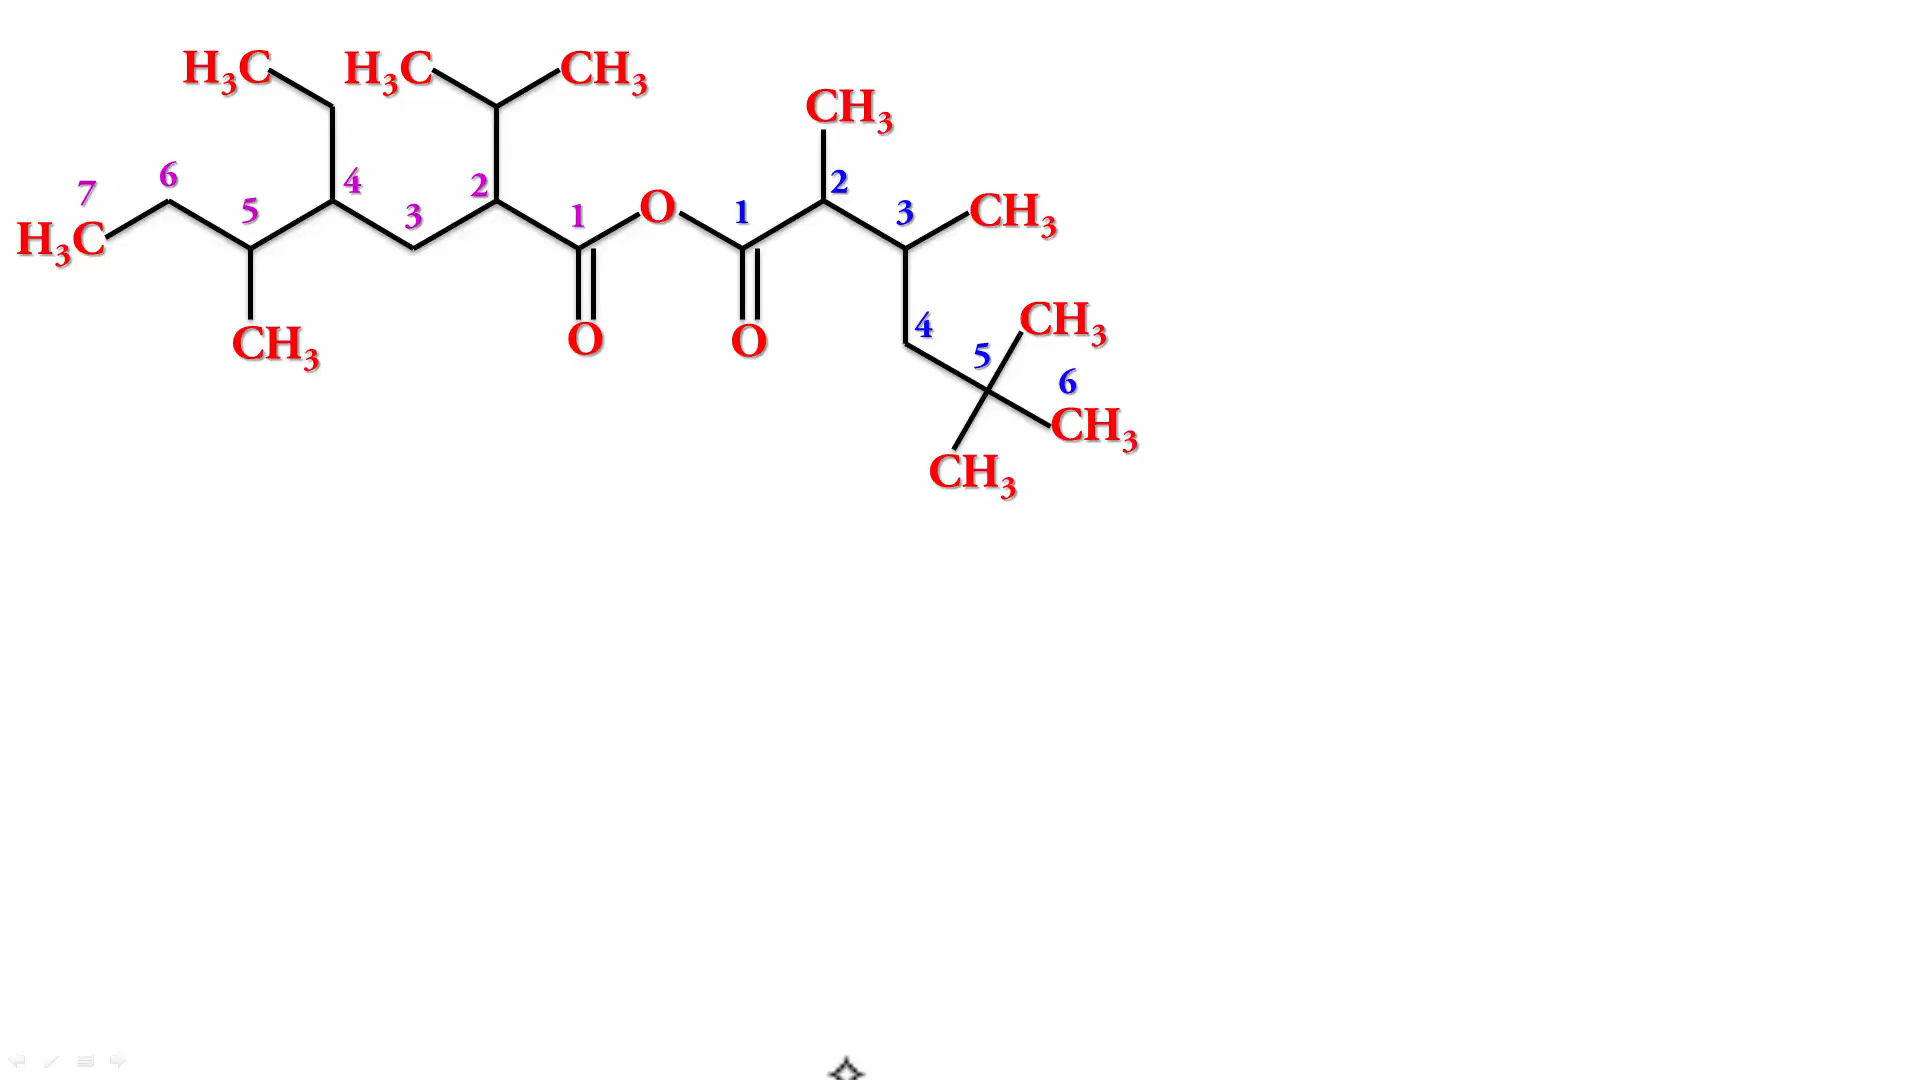 H₃C H₃C CH₃
CH₃
7 6 5 4 3 2 1 O 1 2 3 CH₃
H₃C
CH₃ O O 4 5 CH₃
6
CH₃
CH₃